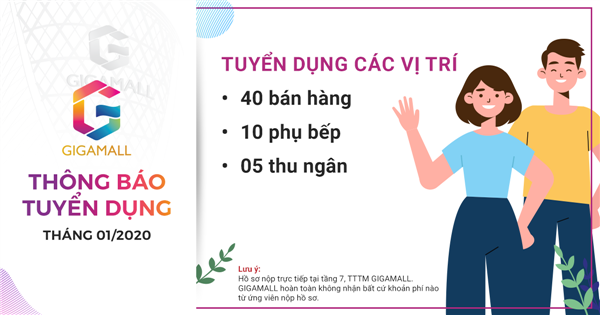 GIGAMALL
GIGAMALL
THÔNG BÁO
TUYỂN DỤNG
THÁNG 01/2020
TUYỂN DỤNG CÁC VỊ TRÍ
• 40 bán hàng
• 10 phụ bếp
• 05 thu ngân
Lưu ý:
Hồ sơ nộp trực tiếp tại tầng 7, TTTM GIGAMALL.
GIGAMALL hoàn toàn không nhận bất cứ khoản phí nào
từ ứng viên nộp hồ sơ.